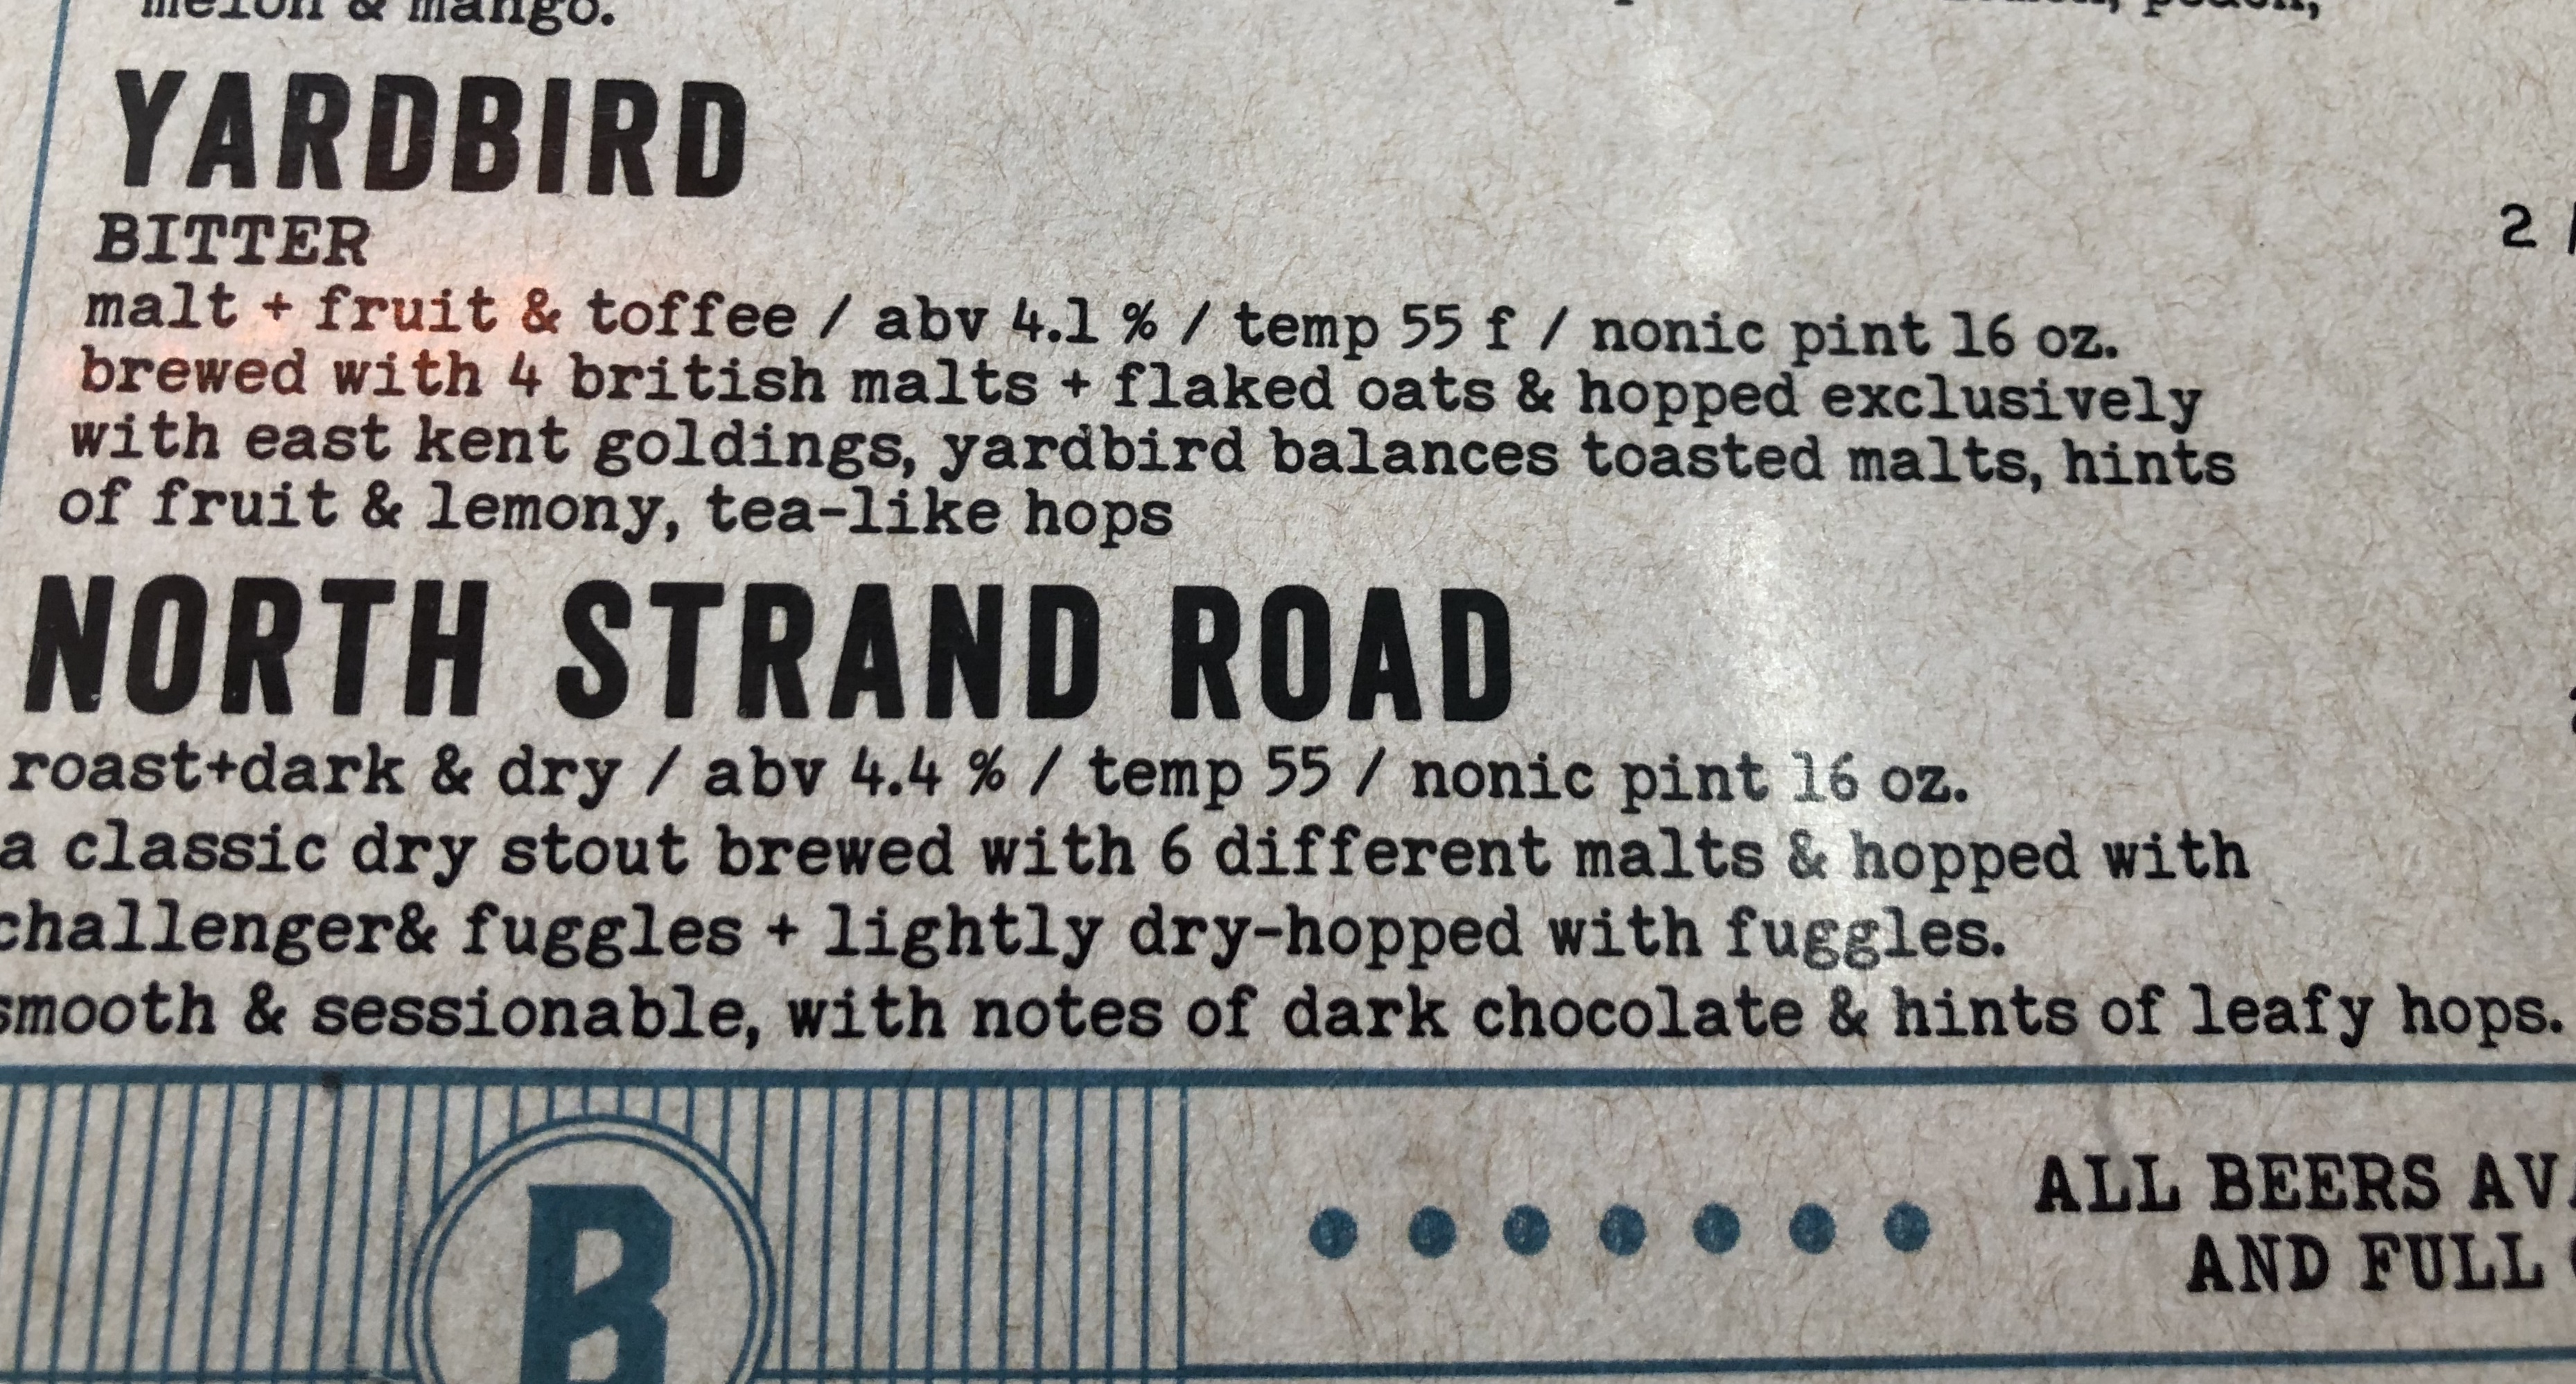 melon & mango.
YARDBIRD
BITTER
2 /
malt + fruit & toffee / abv 4.1 % / temp 55 f / nonic pint 16 oz.
brewed with 4 british malts + flaked oats & hopped exclusively
with east kent goldings, yardbird balances toasted malts, hints
of fruit & lemony, tea-like hops
NORTH STRAND ROAD
roast+dark & dry / abv 4.4 % / temp 55 / nonic pint 16 oz.
a classic dry stout brewed with 6 different malts & hopped with
challenger& fuggles + lightly dry-hopped with fuggles.
smooth & sessionable, with notes of dark chocolate & hints of leafy hops.
B
ALL BEERS AV
AND FULL